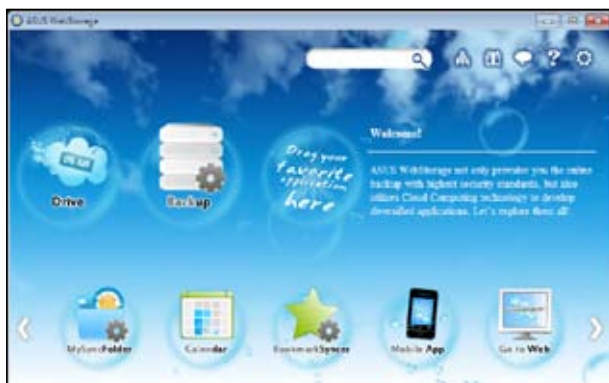 ASUS WebStorage
Welcome!
Drive
Backup
Drag your
favorite
application
here
ASUS WebStorage not only provides you the online
backup with highest security standards, but also
utilizes Cloud Computing technology to develop
diversified applications. Let's explore them all!
MySyncFolder
Calendar
BookmarkSyncer
Mobile App
Go to Web